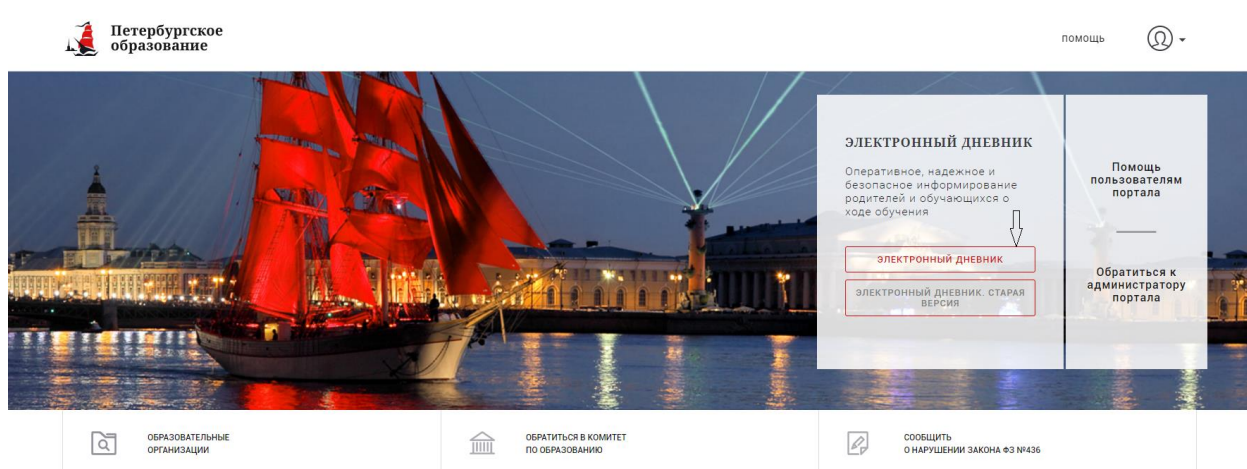 Петербургское
образование
помощь
ЭЛЕКТРОННЫЙ ДНЕВНИК
Оперативное, надежное и
безопасное информирование
родителей и обучающихся о
ходе обучения
ЭЛЕКТРОННЫЙ ДНЕВНИК
ЭЛЕКТРОННЫЙ ДНЕВНИК. СТАРАЯ
ВЕРСИЯ
Помощь
пользователям
портала
Обратиться к
администратору
портала
ОБРАЗОВАТЕЛЬНЫЕ
ОРГАНИЗАЦИИ
ОБРАТИТЬСЯ В КОМИТЕТ
ПО ОБРАЗОВАНИЮ
СООБЩИТЬ
О НАРУШЕНИИ ЗАКОНА ФЗ №436